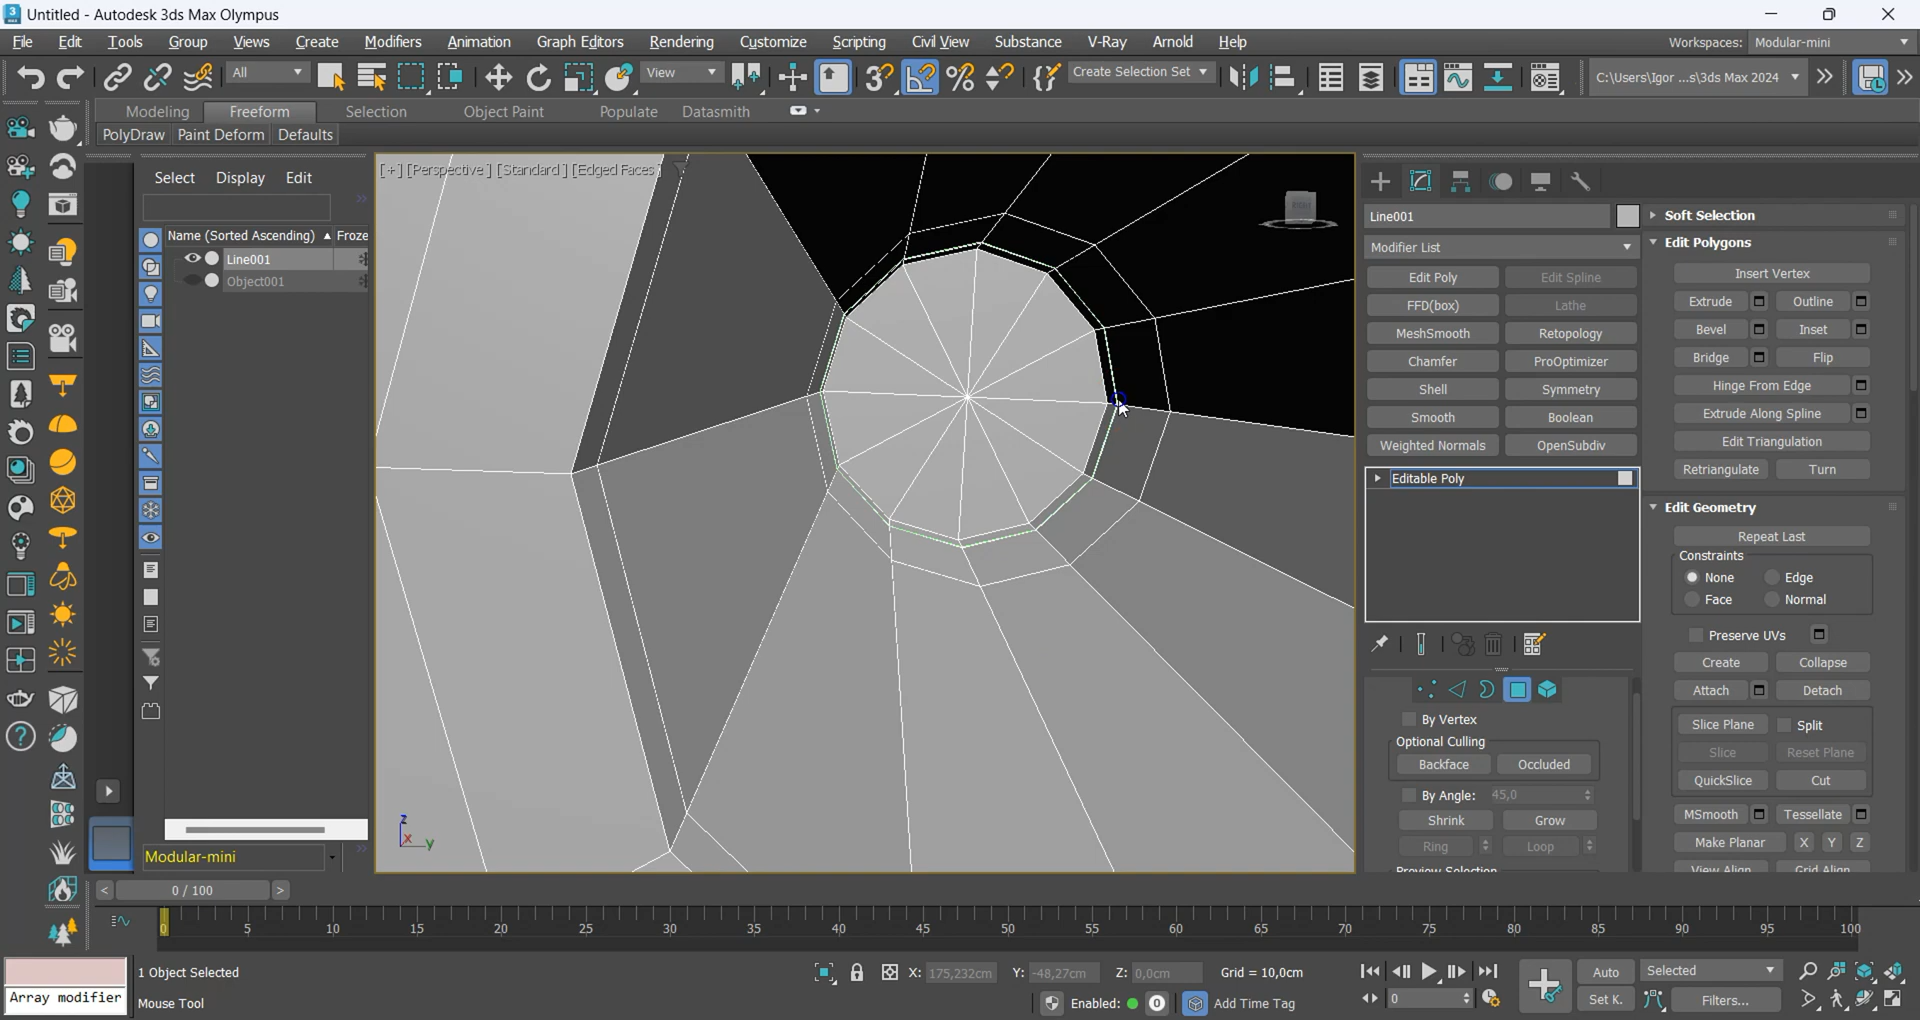 Untitled - Autodesk 3ds Max Olympus
File Edit Tools Group Views Create Modifiers Animation Graph Editors Rendering Customize Scripting Civil View Substance V-Ray Arnold Help
Workspaces: Modular-mini
All
View
Create Selection Set
C:\Users\Igor ...s\3ds Max 2024
Modeling Freeform Selection Object Paint Populate Datasmith
PolyDraw Paint Deform Defaults
Select Display Edit
[+] [Perspective ] [Standard ] [Edged Faces ]
Name (Sorted Ascending) Froze
Line001
Object001
Modular-mini
Line001
Modifier List
Edit Poly Edit Spline
FFD(box) Lathe
MeshSmooth Retopology
Chamfer ProOptimizer
Shell Symmetry
Smooth Boolean
Weighted Normals OpenSubdiv
Editable Poly
By Vertex
Optional Culling
Backface Occluded
By Angle: 45,0
Shrink Grow
Ring Loop
Preview Selection
Soft Selection
Edit Polygons
Insert Vertex
Extrude Outline
Bevel Inset
Bridge Flip
Hinge From Edge
Extrude Along Spline
Edit Triangulation
Retriangulate Turn
Edit Geometry
Repeat Last
Constraints
None Edge
Face Normal
Preserve UVs
Create Collapse
Attach Detach
Slice Plane Split
Slice Reset Plane
QuickSlice Cut
MSmooth Tessellate
Make Planar X Y Z
View Align Grid Align
z
x y
< 0 / 100 >
0 5 10 15 20 25 30 35 40 45 50 55 60 65 70 75 80 85 90 95 100
Array modifier
1 Object Selected
Mouse Tool
X: 175,232cm Y: -48,27cm Z: 0,0cm Grid = 10,0cm
Enabled: 0 Add Time Tag
0
Auto Selected
Set K. Filters...